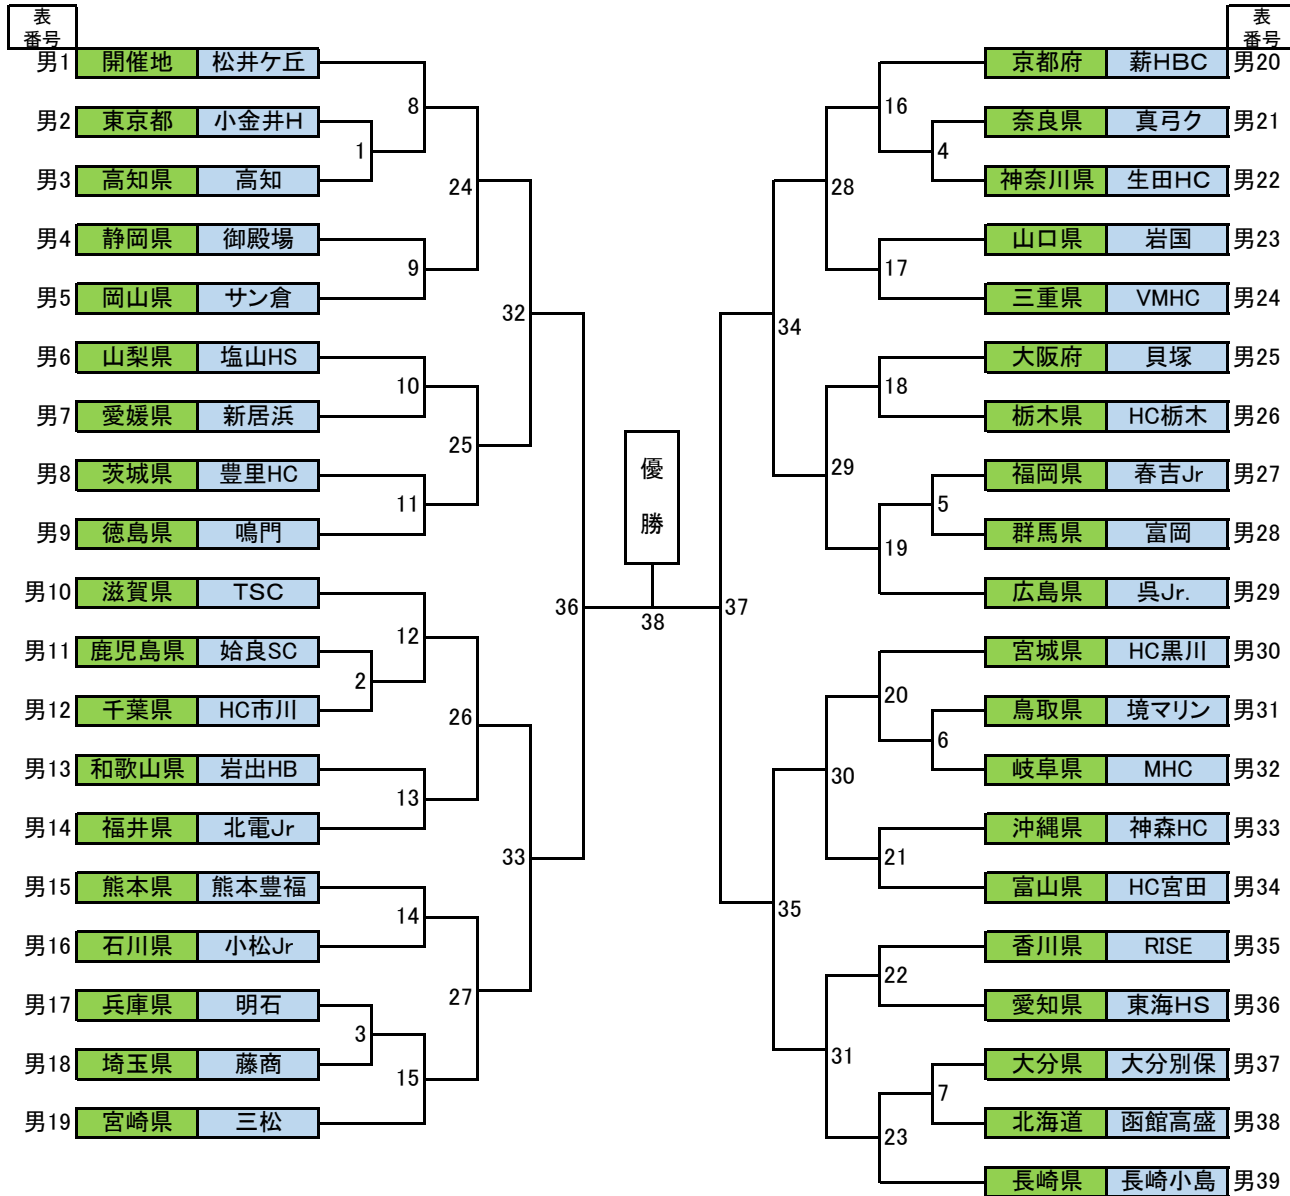 表
番号
男1 開催地 松井ケ丘
8
男2 東京都 小金井H
1
男3 高知県 高知
24
男4 静岡県 御殿場
9
男5 岡山県 サン倉
32
男6 山梨県 塩山HS
10
男7 愛媛県 新居浜
25
男8 茨城県 豊里HC
11
男9 徳島県 鳴門
男10 滋賀県 TSC
36
12
男11 鹿児島県 姶良SC
2
男12 千葉県 HC市川
26
男13 和歌山県 岩出HB
13
男14 福井県 北電Jr
33
男15 熊本県 熊本豊福
14
男16 石川県 小松Jr
27
男17 兵庫県 明石
3
男18 埼玉県 藤商
15
男19 宮崎県 三松
優
勝
38
表
番号
京都府 薪HBC 男20
16
奈良県 真弓ク 男21
4
神奈川県 生田HC 男22
28
山口県 岩国 男23
17
三重県 VMHC 男24
34
大阪府 貝塚 男25
18
栃木県 HC栃木 男26
29
福岡県 春吉Jr 男27
5
群馬県 富岡 男28
19
広島県 呉Jr. 男29
37
宮城県 HC黒川 男30
20
鳥取県 境マリン 男31
6
岐阜県 MHC 男32
30
沖縄県 神森HC 男33
21
富山県 HC宮田 男34
35
香川県 RISE 男35
22
愛知県 東海HS 男36
31
大分県 大分別保 男37
7
北海道 函館高盛 男38
23
長崎県 長崎小島 男39